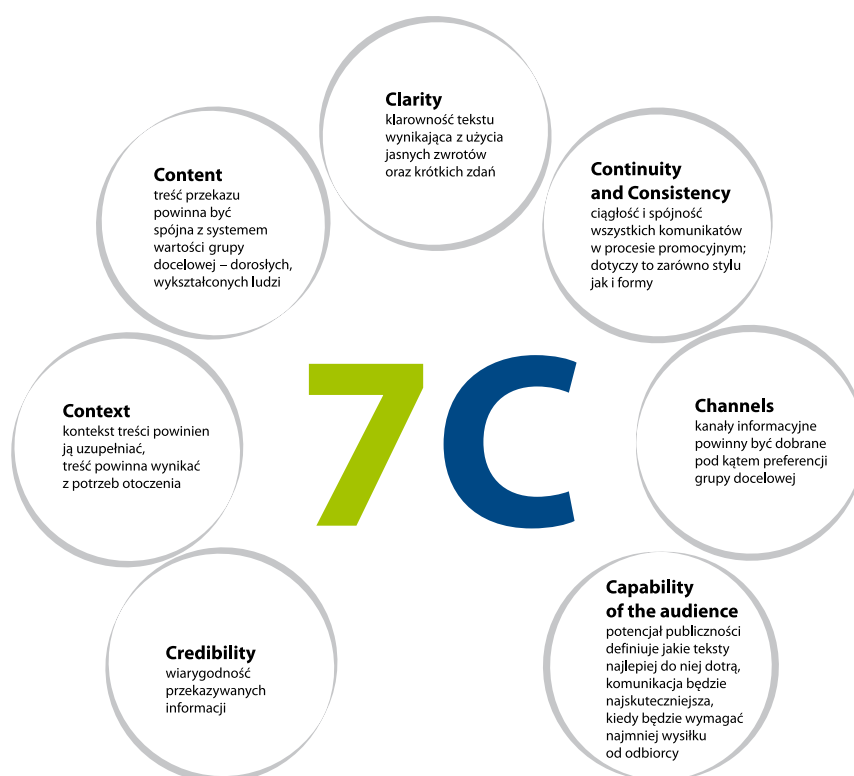 Clarity
klarowność tekstu
wynikająca z użycia
jasnych zwrotów
oraz krótkich zdań
Content
treść przekazu
powinna być
spójna z systemem
wartości grupy
docelowej – dorosłych,
wykształconych ludzi
Continuity
and Consistency
ciągłość i spójność
wszystkich komunikatów
w procesie promocyjnym;
dotyczy to zarówno stylu
jak i formy
7C
Context
kontekst treści powinien
ją uzupełniać,
treść powinna wynikać
z potrzeb otoczenia
Channels
kanały informacyjne
powinny być dobrane
pod kątem preferencji
grupy docelowej
Credibility
wiarygodność
przekazywanych
informacji
Capability
of the audience
potencjał publiczności
definiuje jakie teksty
najlepiej do niej dotrą,
komunikacja będzie
najskuteczniejsza,
kiedy będzie wymagać
najmniej wysiłku
od odbiorcy